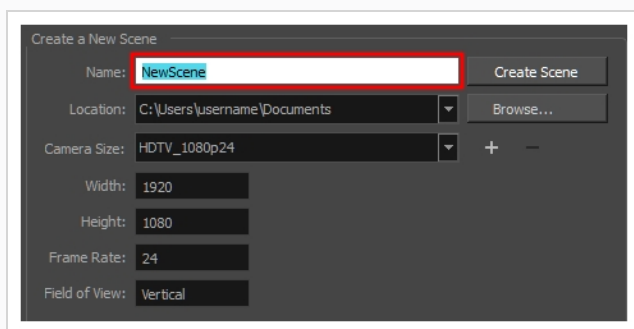 Create a New Scene
Name: NewScene Create Scene
Location: C:\Users\username\Documents Browse...
Camera Size: HDTV_1080p24
Width: 1920
Height: 1080
Frame Rate: 24
Field of View: Vertical